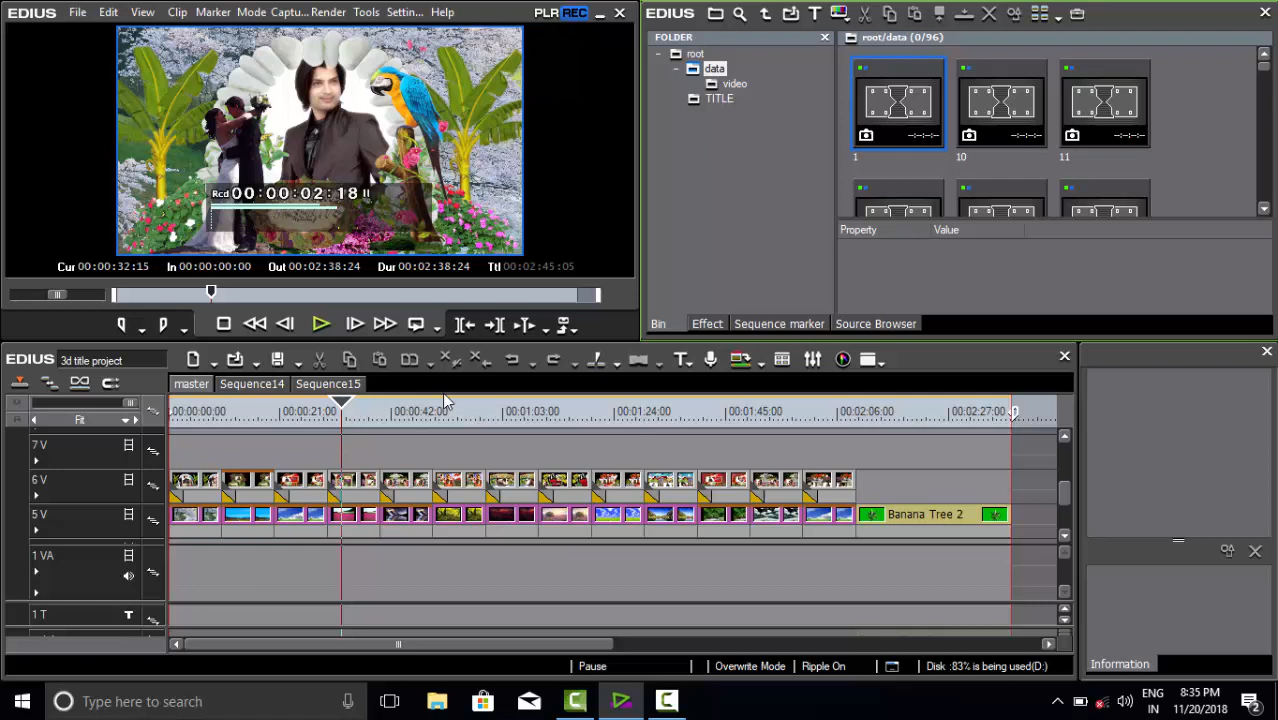 File Edit View Clip Marker Mode Captu... Render Tools Settin... Help PLR REC
Rcd 00:00:02:18
Cur 00:00:32:15 In 00:00:00:00 Out 00:02:38:24 Dur 00:02:38:24 Ttl 00:02:45:05
EDIUS
FOLDER
root
data
video
TITLE
root/data (0/96)
--:--:--:--
--:--:--:--
--:--:--:--
1 10 11
Property Value
Bin Effect Sequence marker Source Browser
EDIUS 3d title project
master Sequence14 Sequence15
Fit
00:00:00:00 00:00:21:00 00:00:42:00 00:01:03:00 00:01:24:00 00:01:45:00 00:02:06:00 00:02:27:00
7 V
6 V
5 V
Banana Tree 2
1 VA
1 T T
Pause Overwrite Mode Ripple On Disk :83% is being used(D:)
Information
Type here to search
ENG
IN
8:35 PM
11/20/2018
2